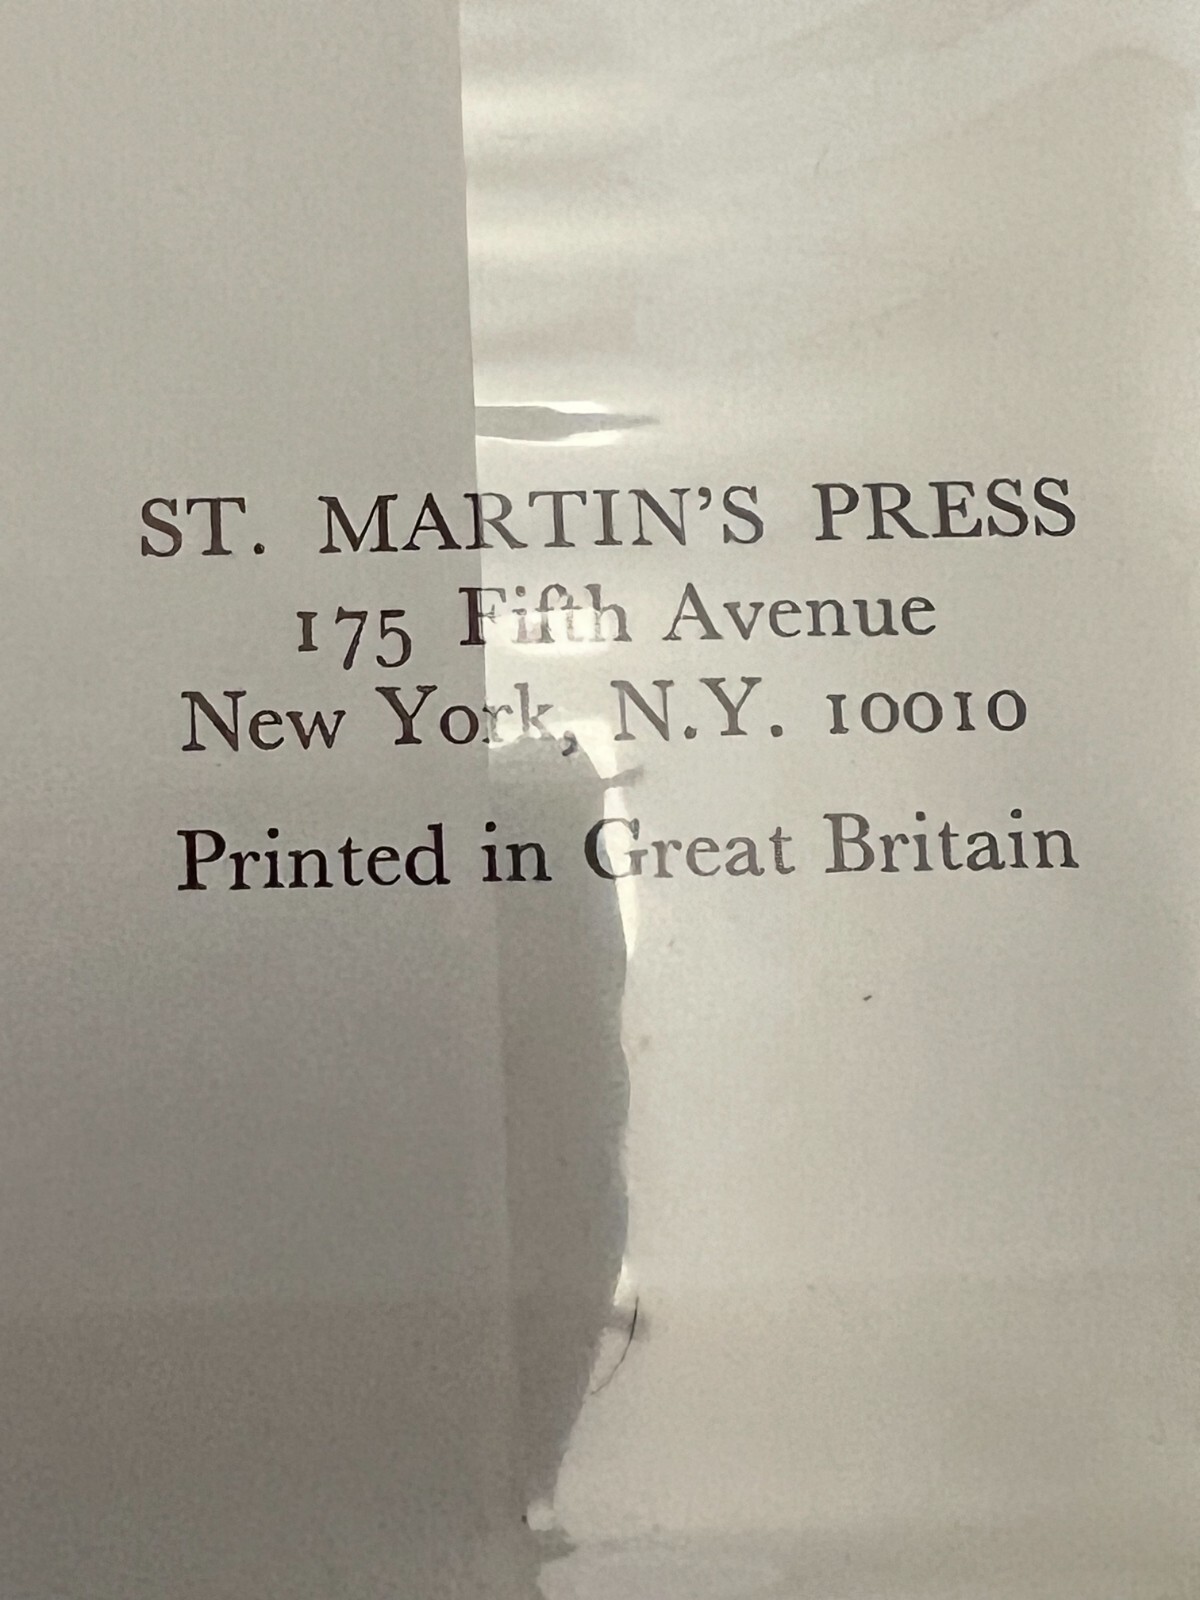 ST. MARTIN’S PRESS
175 Fifth Avenue
New York, N.Y. 10010
Printed in Great Britain